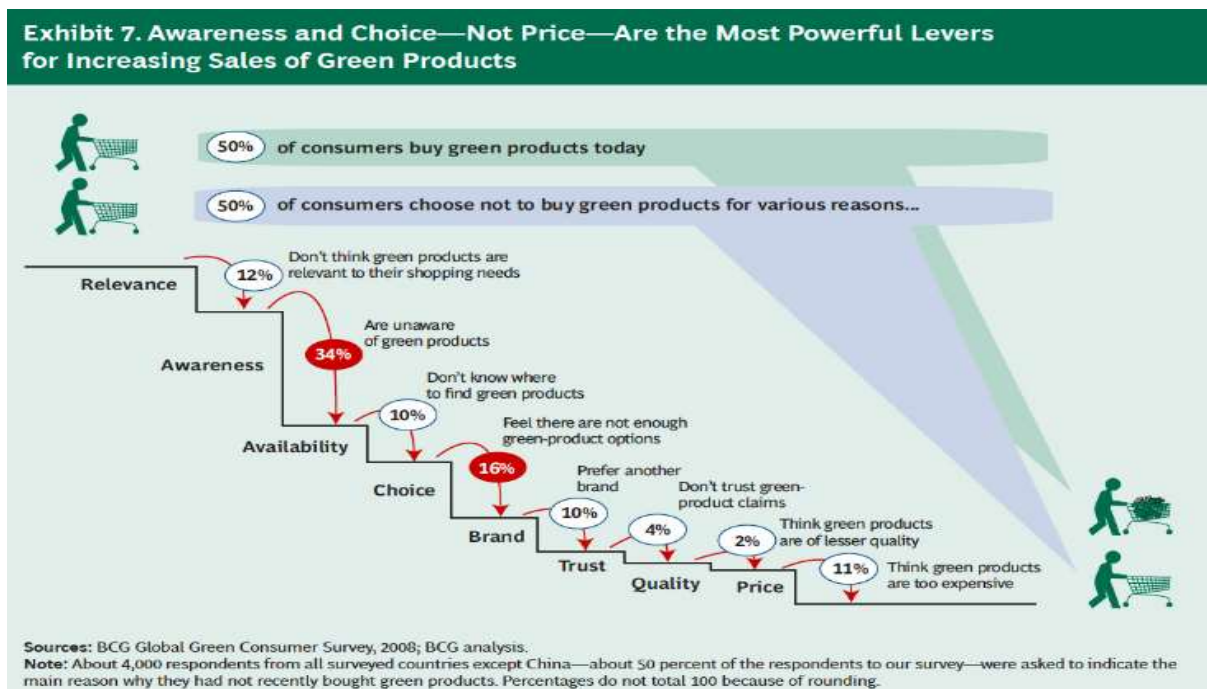 Exhibit 7. Awareness and Choice—Not Price—Are the Most Powerful Levers
for Increasing Sales of Green Products
50% of consumers buy green products today
50% of consumers choose not to buy green products for various reasons...
Relevance
12%
Don't think green products are
relevant to their shopping needs
Awareness
34%
Are unaware
of green products
Availability
10%
Don't know where
to find green products
Choice
16%
Feel there are not enough
green-product options
Brand
10%
Prefer another
brand
Trust
4%
Don't trust green-
product claims
Quality
2%
Think green products
are of lesser quality
Price
11%
Think green products
are too expensive
Sources: BCG Global Green Consumer Survey, 2008; BCG analysis.
Note: About 4,000 respondents from all surveyed countries except China—about 50 percent of the respondents to our survey—were asked to indicate the
main reason why they had not recently bought green products. Percentages do not total 100 because of rounding.